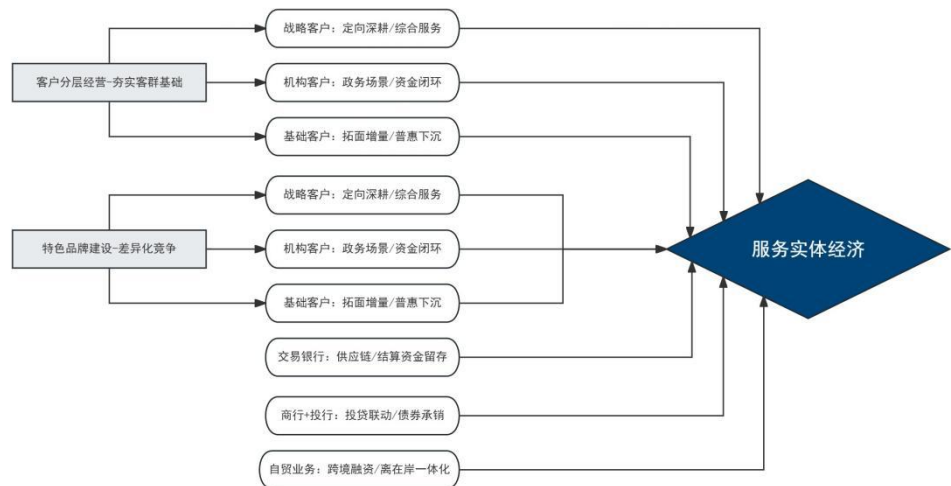 战略客户：定向深耕/综合服务
客户分层经营-夯实客群基础
机构客户：政务场景/资金闭环
基础客户：拓面增量/普惠下沉
战略客户：定向深耕/综合服务
特色品牌建设-差异化竞争
机构客户：政务场景/资金闭环
服务实体经济
基础客户：拓面增量/普惠下沉
交易银行：供应链/结算资金留存
商行+投行：投贷联动/债券承销
自贸业务：跨境融资/离在岸一体化